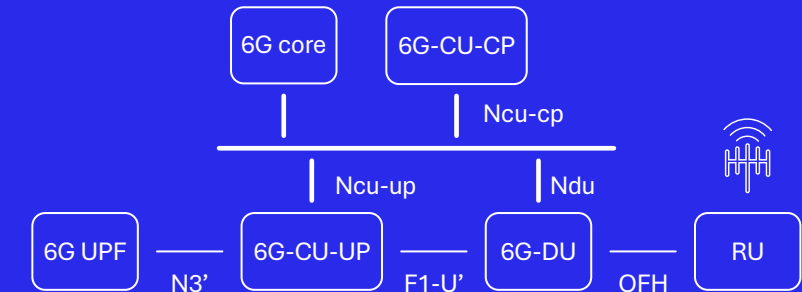 6G core
6G-CU-CP
Ncu-cp
Ncu-up
Ndu
6G UPF
6G-CU-UP
6G-DU
RU
N3’
F1-U’
OFH